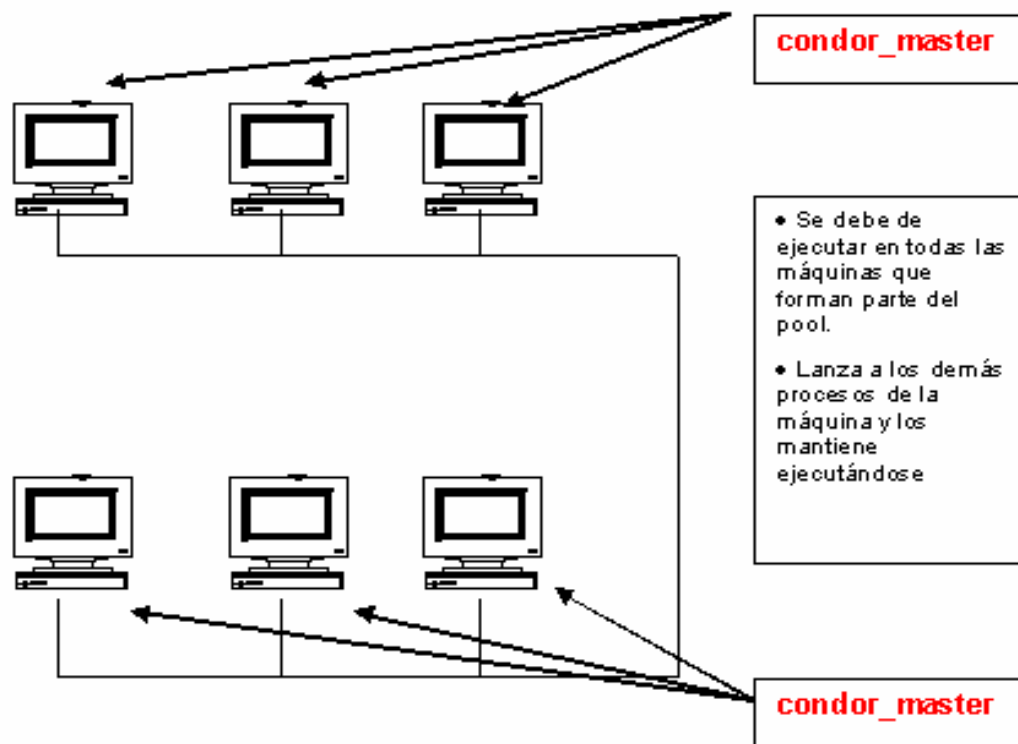 condor_master
• Se debe de
ejecutar en todas las
máquinas que
forman parte del
pool.
• Lanza a los demás
procesos de la
máquina y los
mantiene
ejecutándose
condor_master